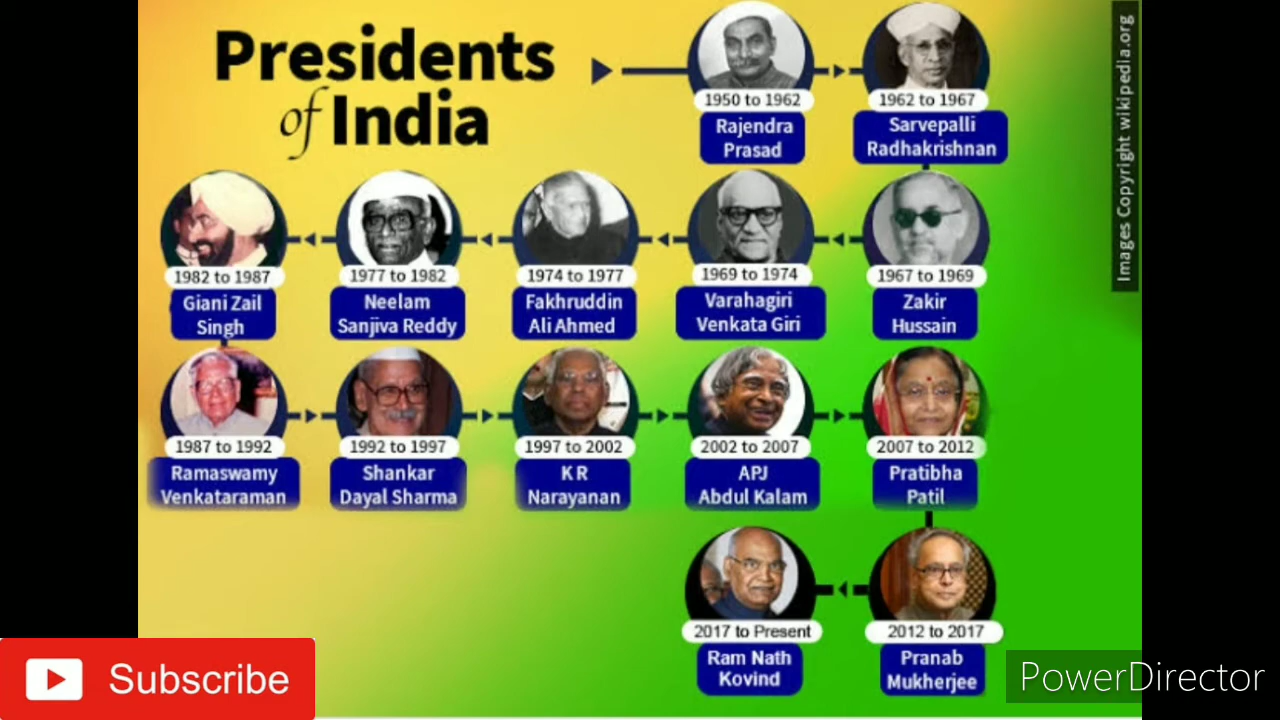 Presidents
of India
1950 to 1962
Rajendra
Prasad
1962 to 1967
Sarvepalli
Radhakrishnan
Images Copyright wikipedia.org
1967 to 1969
Zakir
Hussain
1969 to 1974
Varahagiri
Venkata Giri
1974 to 1977
Fakhruddin
Ali Ahmed
1977 to 1982
Neelam
Sanjiva Reddy
1982 to 1987
Giani Zail
Singh
1987 to 1992
Ramaswamy
Venkataraman
1992 to 1997
Shankar
Dayal Sharma
1997 to 2002
K R
Narayanan
2002 to 2007
APJ
Abdul Kalam
2007 to 2012
Pratibha
Patil
2012 to 2017
Pranab
Mukherjee
2017 to Present
Ram Nath
Kovind
Subscribe
PowerDirector